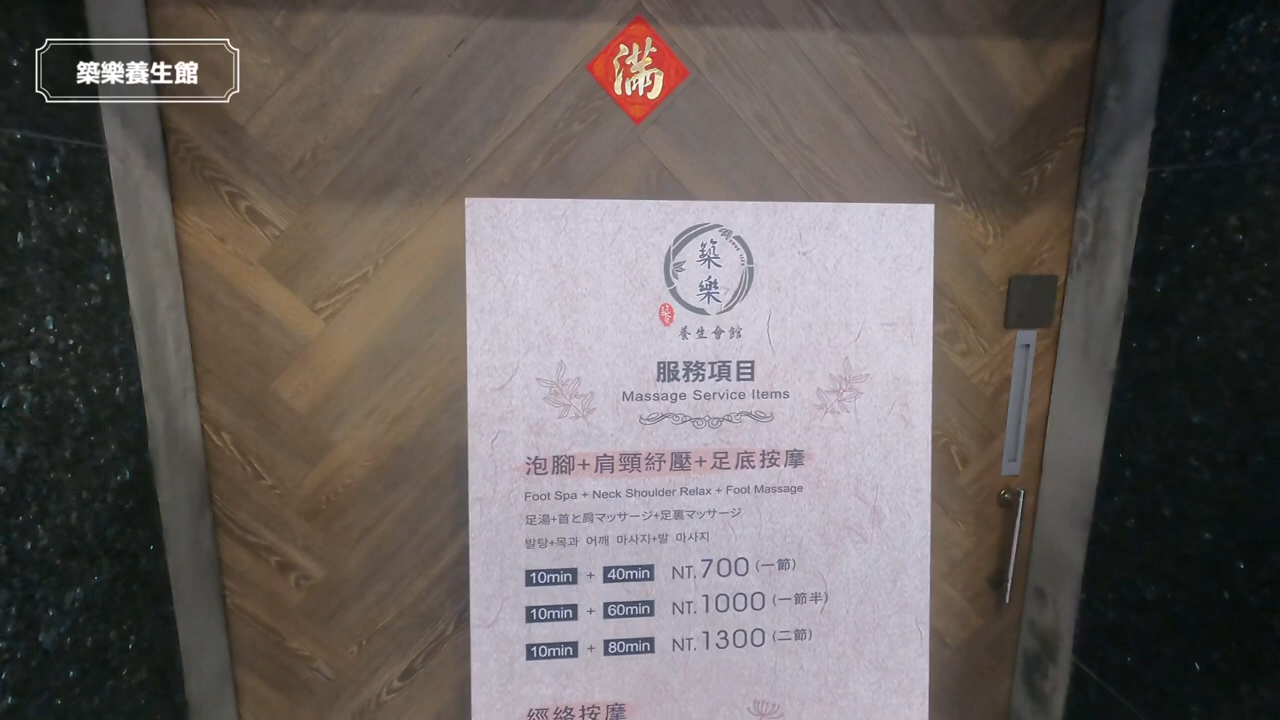 築樂養生館
滿
築樂
養生會館
服務項目
Massage Service Items
泡腳+肩頸紓壓+足底按摩
Foot Spa + Neck Shoulder Relax + Foot Massage
足湯+首と肩マッサージ+足裏マッサージ
발탕+목과 어깨 마사지+발 마사지
10min + 40min NT.700 (一節)
10min + 60min NT.1000 (一節半)
10min + 80min NT.1300 (二節)
經絡按摩